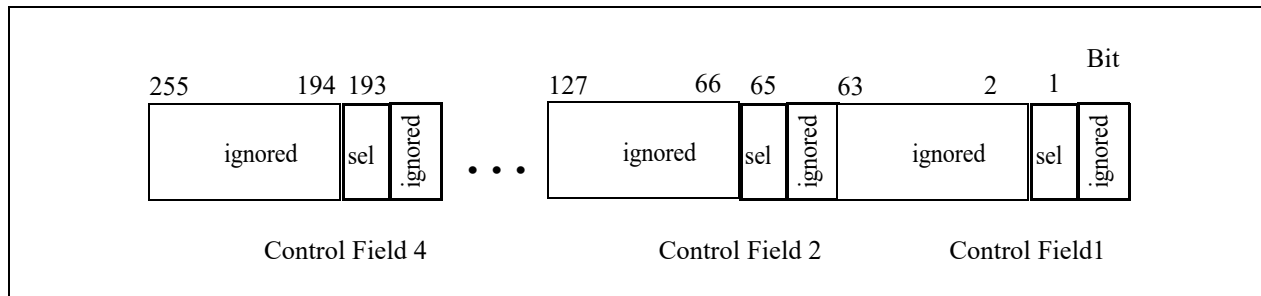 Bit
255 194 193 127 66 65 63 2 1
ignored sel ignored . . . ignored sel ignored ignored sel ignored
Control Field 4 Control Field 2 Control Field1